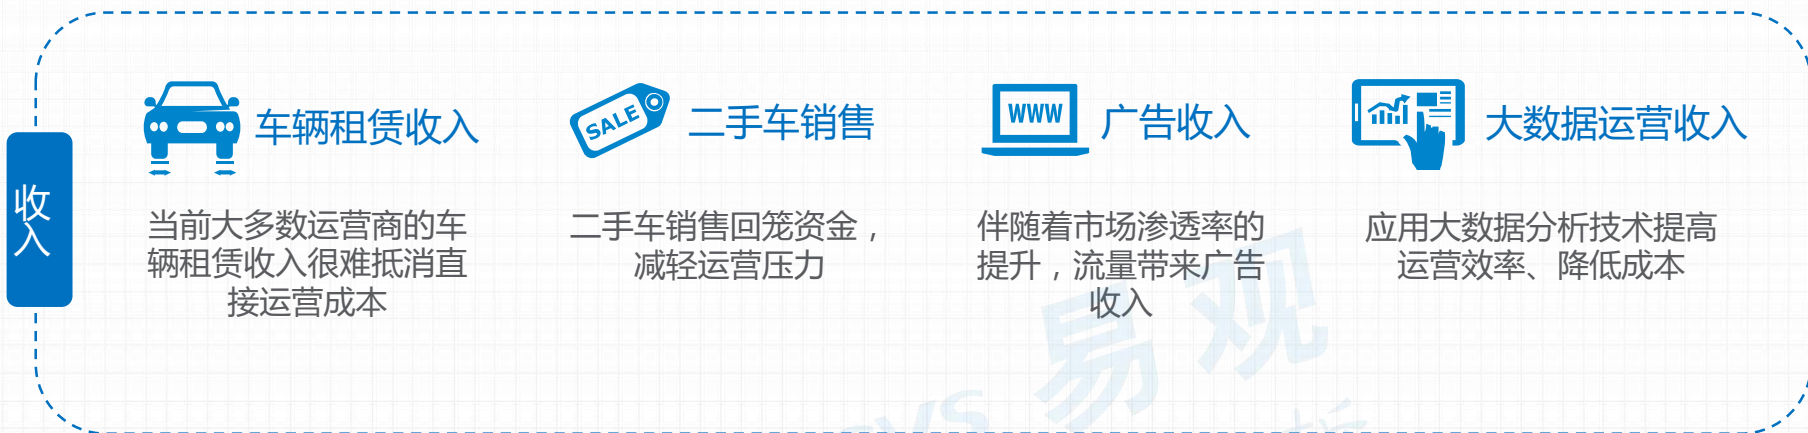 收入
车辆租赁收入
当前大多数运营商的车
辆租赁收入很难抵消直
接运营成本
SALE
二手车销售
二手车销售回笼资金，
减轻运营压力
WWW
广告收入
伴随着市场渗透率的
提升，流量带来广告
收入
大数据运营收入
应用大数据分析技术提高
运营效率、降低成本
易观